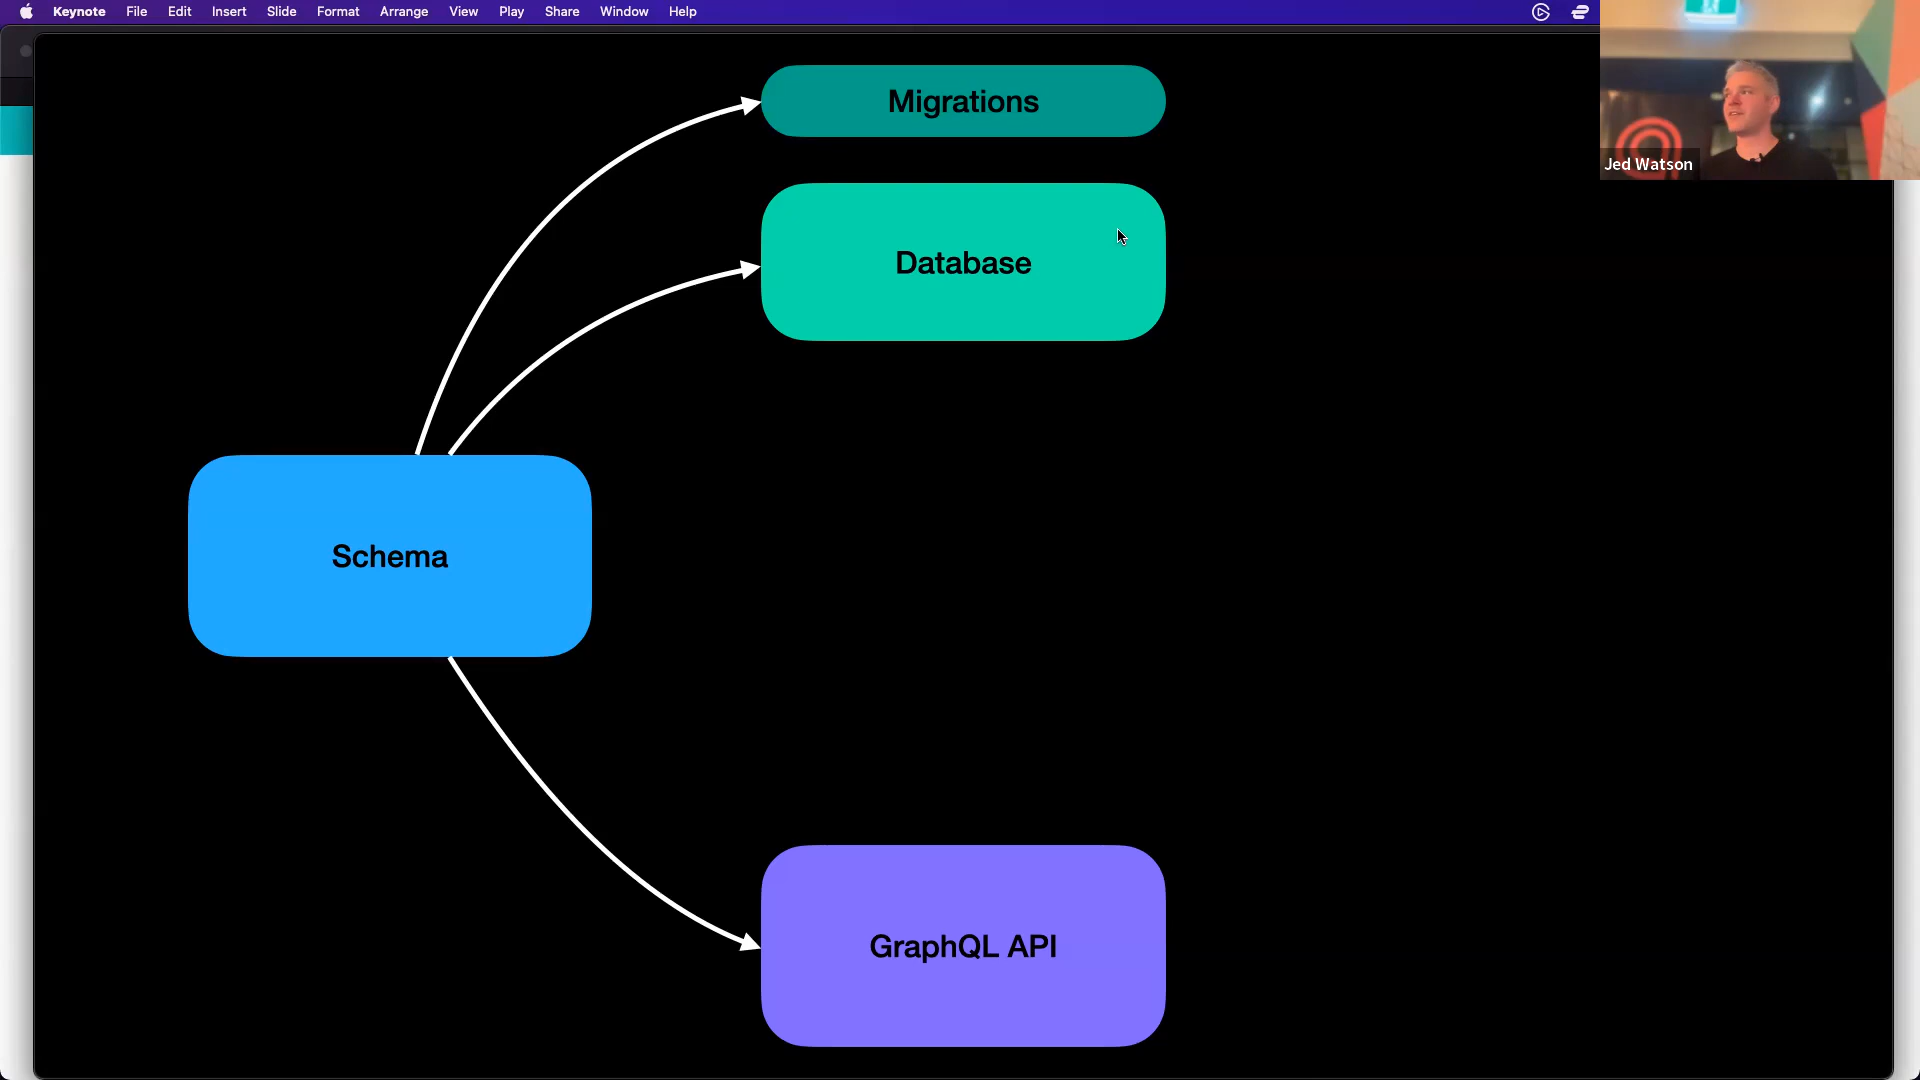 Keynote File Edit Slide Insert Slide Format Arrange View Play Share Window Help
Migrations
Jed Watson
Database
Schema
GraphQL API